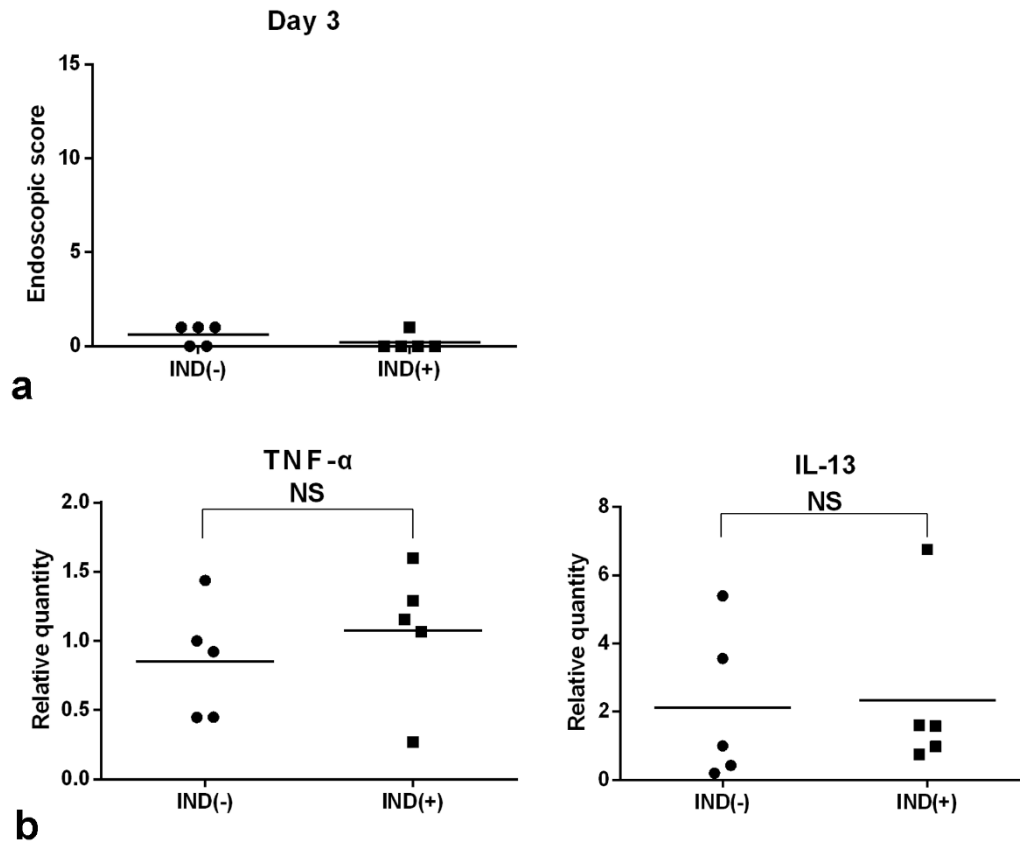 Day 3
15
10
5
0
Endoscopic score
IND(-) IND(+)
a
TNF-α
NS
2.0
1.5
1.0
0.5
0.0
Relative quantity
IND(-) IND(+)
IL-13
NS
8
6
4
2
0
Relative quantity
IND(-) IND(+)
b